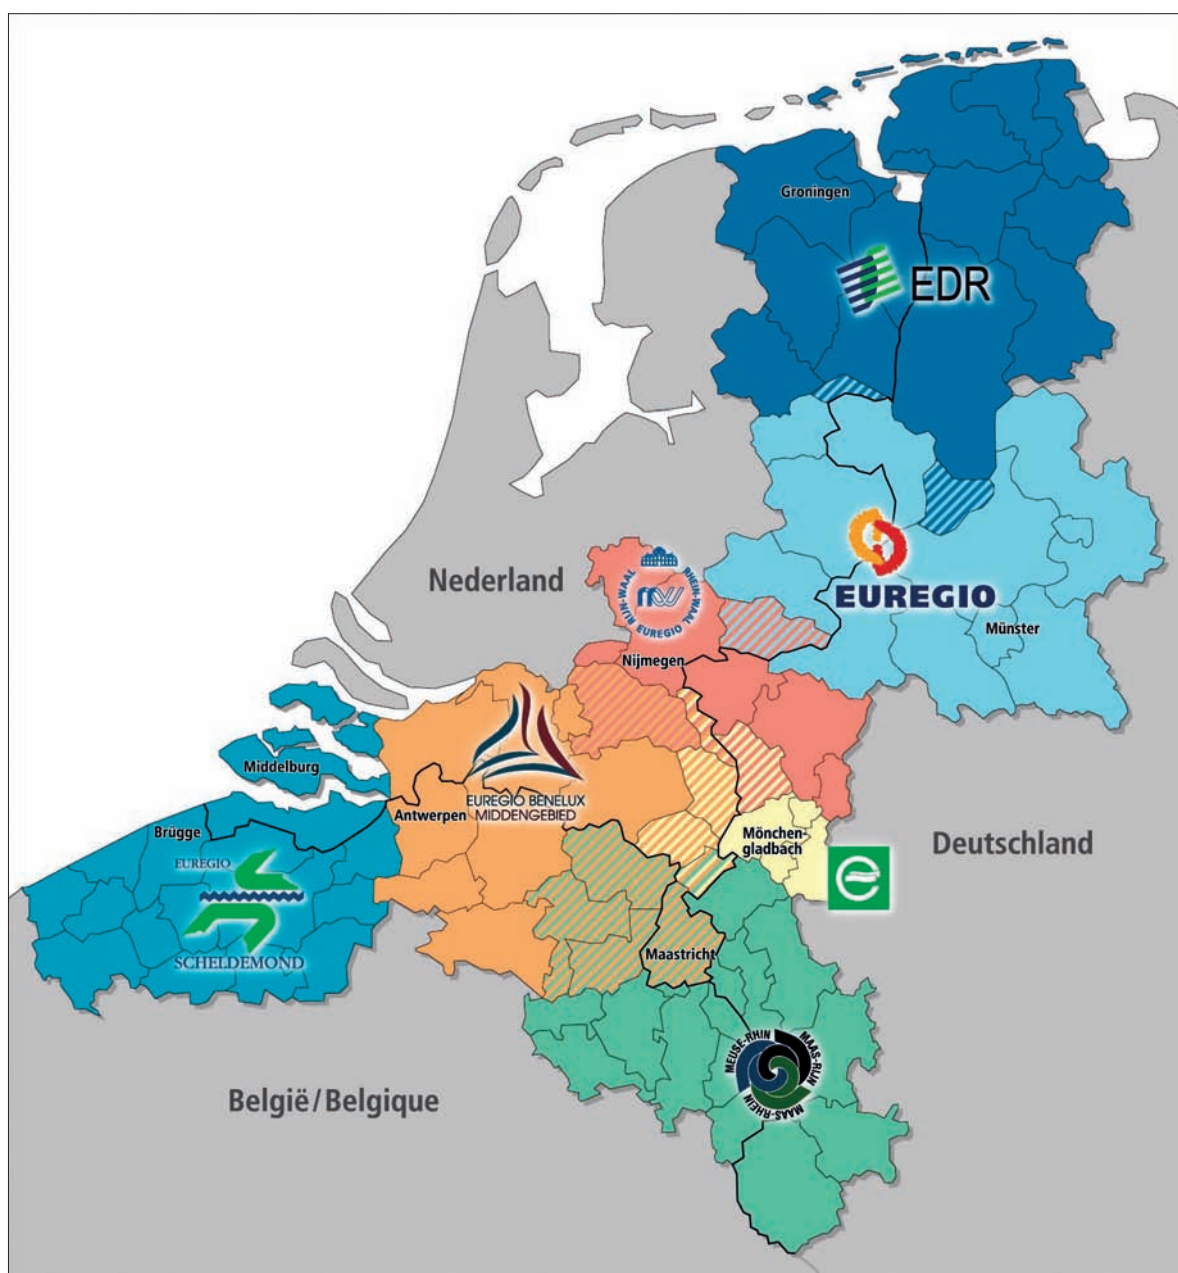 Groningen
EDR
EUREGIO
Münster
Nederland
RIJN-WAAL
RHEIN-WAAL
EUREGIO
Nijmegen
Middelburg
EUREGIO BENELUX
MIDDENGEBIED
Antwerpen
Brügge
EUREGIO
SCHELDEMOND
Mönchen-
gladbach
e
Deutschland
Maastricht
MEUSE-RHIN
MAAS-RIJN
MAAS-RHEIN
België/Belgique